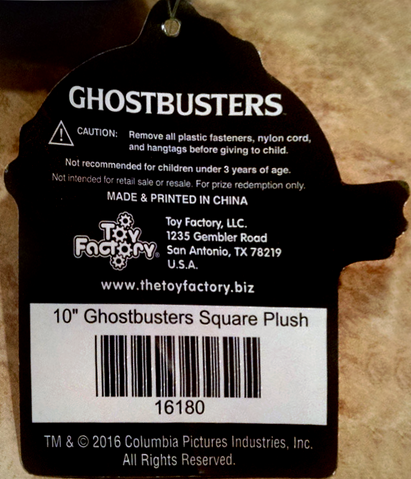 GHOSTBUSTERS
CAUTION: Remove all plastic fasteners, nylon cord,
and hangtags before giving to child.
Not recommended for children under 3 years of age.
Not intended for retail sale or resale. For prize redemption only.
MADE & PRINTED IN CHINA
Toy
Factory®
Toy Factory, LLC.
1235 Gembler Road
San Antonio, TX 78219
U.S.A.
www.thetoyfactory.biz
10" Ghostbusters Square Plush
16180
TM & © 2016 Columbia Pictures Industries, Inc.
All Rights Reserved.